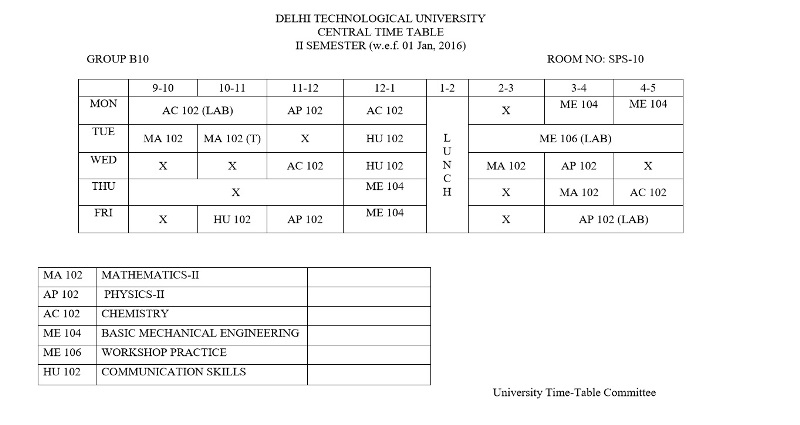 DELHI TECHNOLOGICAL UNIVERSITY
CENTRAL TIME TABLE
II SEMESTER (w.e.f. 01 Jan, 2016)
GROUP B10 ROOM NO: SPS-10
9-10 10-11 11-12 12-1 1-2 2-3 3-4 4-5
MON AC 102 (LAB) AP 102 AC 102 X ME 104 ME 104
TUE MA 102 MA 102 (T) X HU 102 ME 106 (LAB)
WED X X AC 102 HU 102 MA 102 AP 102 X
THU X ME 104 X MA 102 AC 102
FRI X HU 102 AP 102 ME 104 X AP 102 (LAB)
L
U
N
C
H
MA 102 MATHEMATICS-II
AP 102 PHYSICS-II
AC 102 CHEMISTRY
ME 104 BASIC MECHANICAL ENGINEERING
ME 106 WORKSHOP PRACTICE
HU 102 COMMUNICATION SKILLS
University Time-Table Committee